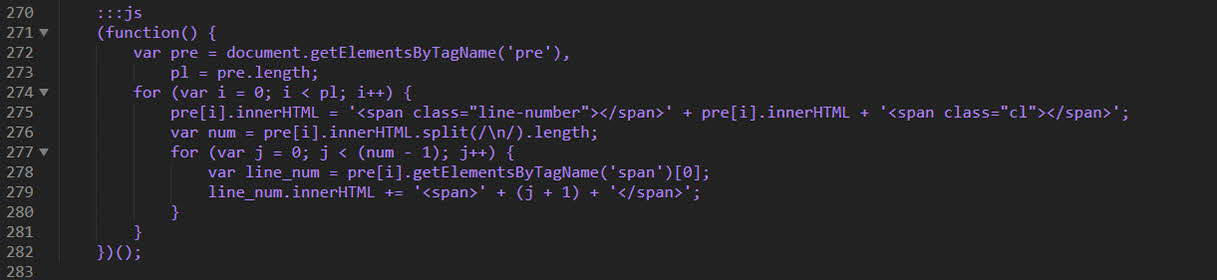 270 :::js
271 (function() {
272     var pre = document.getElementsByTagName('pre'),
273         pl = pre.length;
274     for (var i = 0; i < pl; i++) {
275         pre[i].innerHTML = '<span class="line-number"></span>' + pre[i].innerHTML + '<span class="cl"></span>';
276         var num = pre[i].innerHTML.split(/\n/).length;
277         for (var j = 0; j < (num - 1); j++) {
278             var line_num = pre[i].getElementsByTagName('span')[0];
279             line_num.innerHTML += '<span>' + (j + 1) + '</span>';
280         }
281     }
282 })();
283